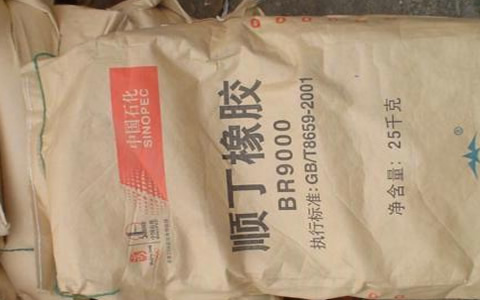 中国石化
SINOPEC
顺丁橡胶
BR9000
执行标准:GB/T8659-2001
净含量: 25千克
®